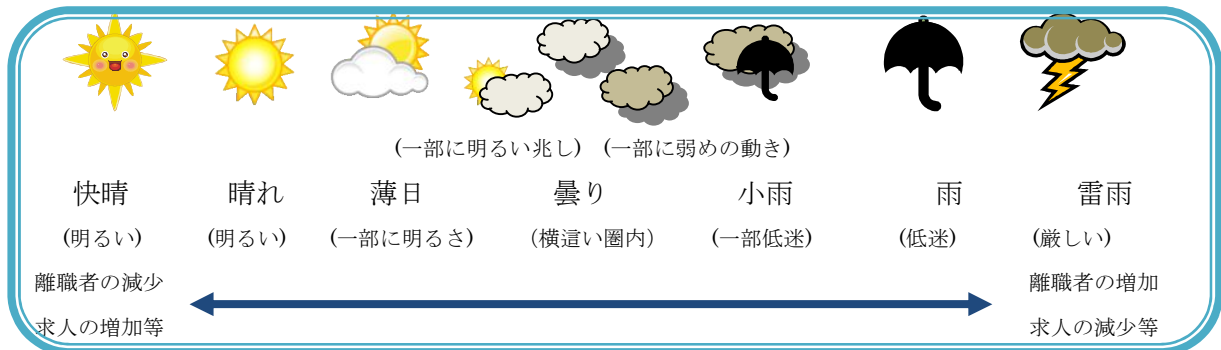 (一部に明るい兆し) (一部に弱めの動き)
快晴 晴れ 薄日 曇り 小雨 雨 雷雨
(明るい) (明るい) (一部に明るさ) (横這い圏内) (一部低迷) (低迷) (厳しい)
離職者の減少 離職者の増加
求人の増加等 求人の減少等